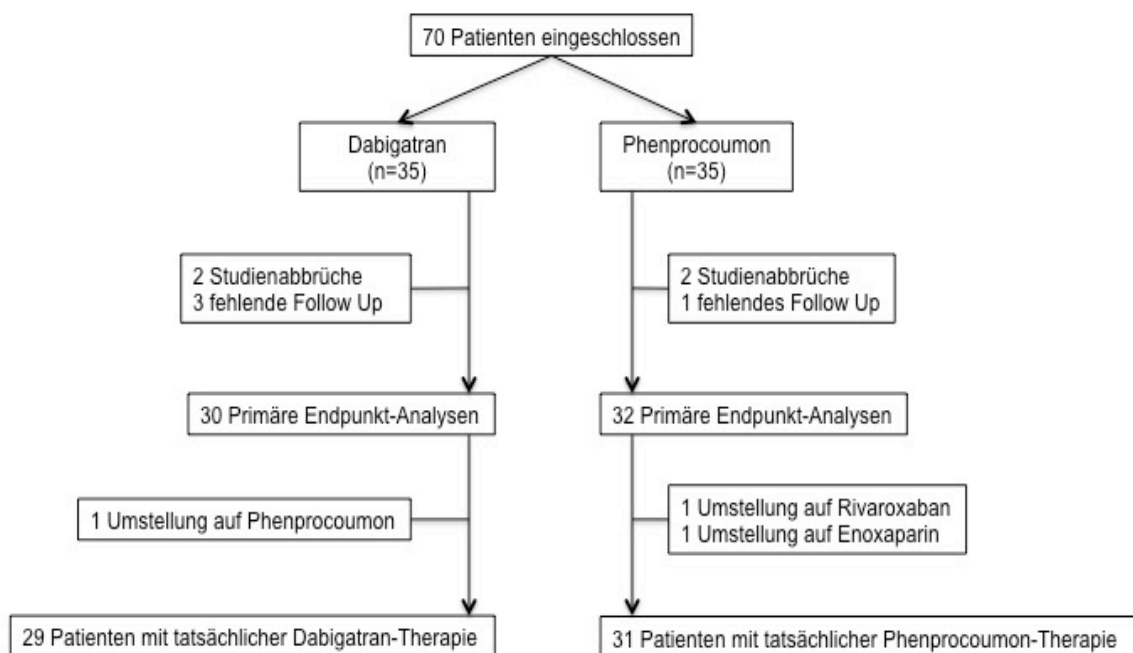 70 Patienten eingeschlossen
Dabigatran
(n=35)
Phenprocoumon
(n=35)
2 Studienabbrüche
3 fehlende Follow Up
2 Studienabbrüche
1 fehlendes Follow Up
30 Primäre Endpunkt-Analysen
32 Primäre Endpunkt-Analysen
1 Umstellung auf Phenprocoumon
1 Umstellung auf Rivaroxaban
1 Umstellung auf Enoxaparin
29 Patienten mit tatsächlicher Dabigatran-Therapie
31 Patienten mit tatsächlicher Phenprocoumon-Therapie